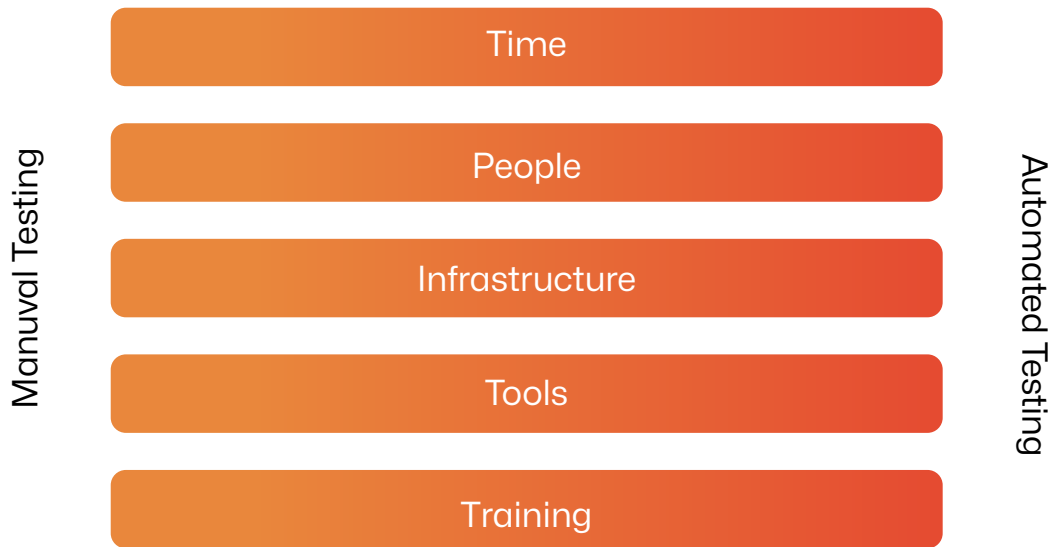 Manuval Testing
Time
People
Infrastructure
Tools
Training
Automated Testing